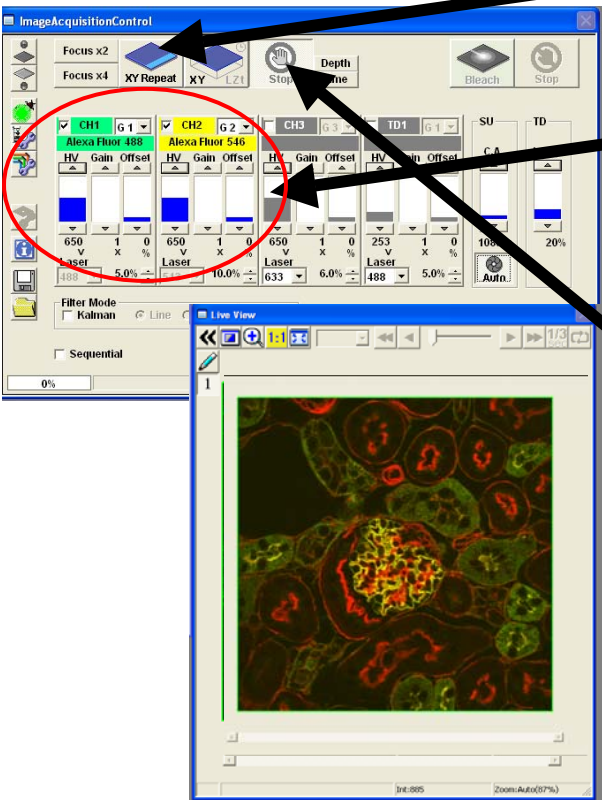 ImageAcquisitionControl
Focus x2
Focus x4
XY Repeat
XY
LZt
Stop
Depth
Bleach
Stop
CH1 G 1
CH2 G 2
CH3 G 3
TD1 G 1
SU
TD
Alexa Fluor 488
Alexa Fluor 546
HV Gain Offset
HV Gain Offset
HV Gain Offset
HV Gain Offset
C.A.
650 1 0
650 1 0
650 1 0
253 1 0
20%
V X %
V X %
V X %
V X %
Laser
Laser
Laser
Laser
488 5.0%
10.0%
633 6.0%
488 5.0%
Auto
Filter Mode
Kalman
Line
Sequential
0%
Live View
1:1
1/3
sec
1
Int:885
Zoom:Auto(87%)